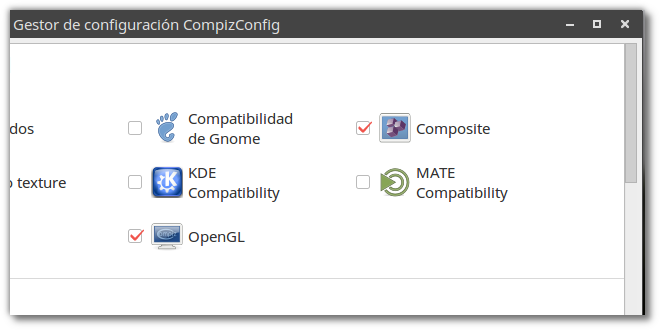 Gestor de configuración CompizConfig
Compatibilidad
de Gnome
dos
Composite
KDE
Compatibility
texture
MATE
Compatibility
OpenGL